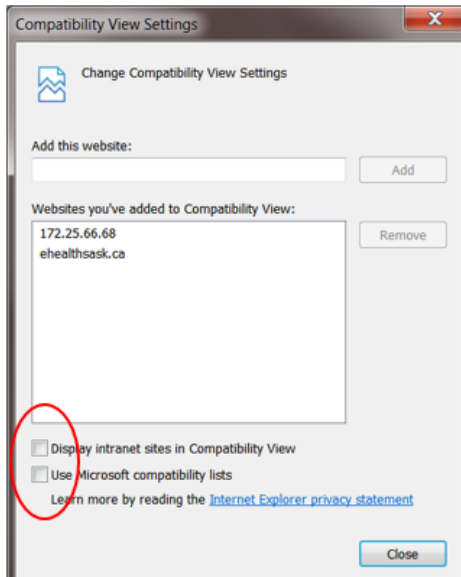 Compatibility View Settings
Change Compatibility View Settings
Add this website:
Add
Websites you've added to Compatibility View:
172.25.66.68
ehealthsask.ca
Remove
Display intranet sites in Compatibility View
Use Microsoft compatibility lists
Learn more by reading the Internet Explorer privacy statement
Close